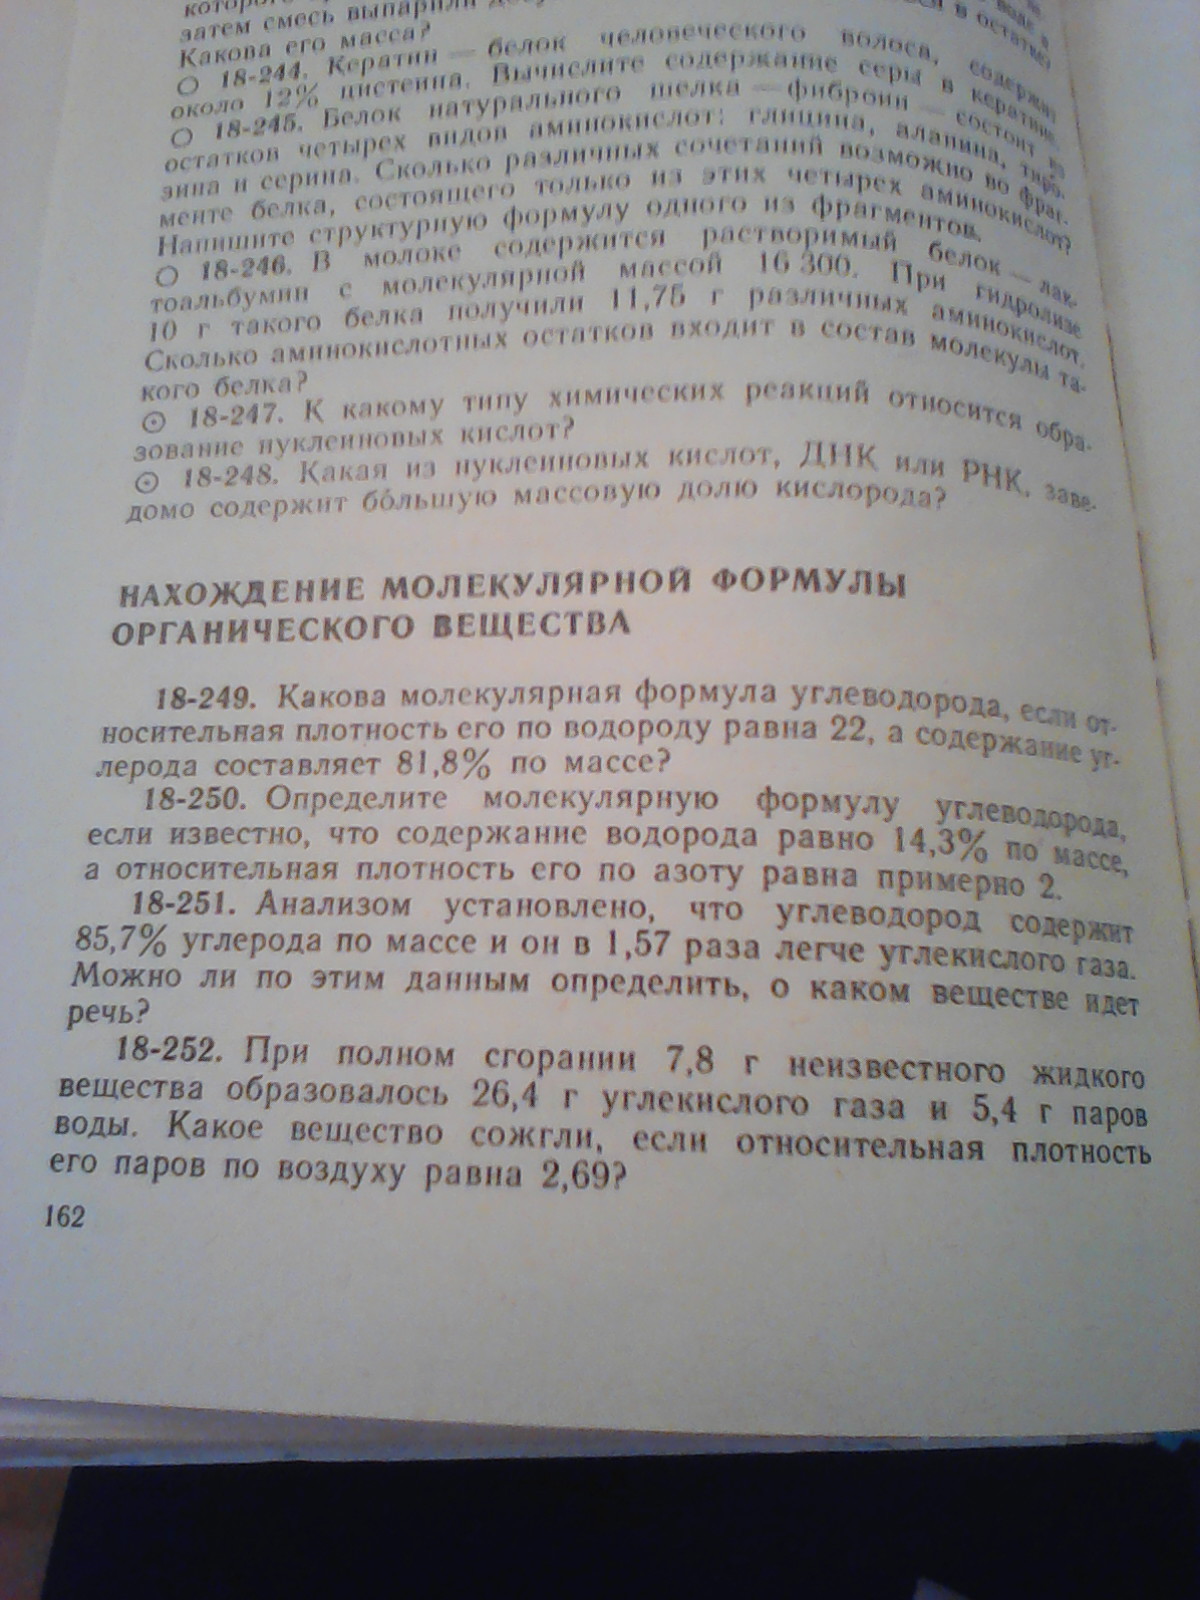 затем смесь выпарили
Какова его масса?
18-244. Кератин — белок человеческого волоса, содержит
около 12% цистеина. Вычислите содержание серы в кератине.
18-245. Белок натурального шелка — фиброин — состоит из
остатков четырех видов аминокислот: глицина, аланина, тиро-
зина и серина. Сколько различных сочетаний возможно во фраг-
менте белка, состоящего только из этих четырех аминокислот?
Напишите структурную формулу одного из фрагментов.
18-246. В молоке содержится растворимый белок — лак-
тоальбумин с молекулярной массой 16 300. При гидролизе
10 г такого белка получили 11,75 г различных аминокислот.
Сколько аминокислотных остатков входит в состав молекулы та-
кого белка?
18-247. К какому типу химических реакций относится обра-
зование нуклеиновых кислот?
18-248. Какая из нуклеиновых кислот, ДНК или РНК, заве-
домо содержит бо́льшую массовую долю кислорода?
НАХОЖДЕНИЕ МОЛЕКУЛЯРНОЙ ФОРМУЛЫ
ОРГАНИЧЕСКОГО ВЕЩЕСТВА
18-249. Какова молекулярная формула углеводорода, если от-
носительная плотность его по водороду равна 22, а содержание уг-
лерода составляет 81,8% по массе?
18-250. Определите молекулярную формулу углеводорода,
если известно, что содержание водорода равно 14,3% по массе,
а относительная плотность его по азоту равна примерно 2.
18-251. Анализом установлено, что углеводород содержит
85,7% углерода по массе и он в 1,57 раза легче углекислого газа.
Можно ли по этим данным определить, о каком веществе идет
речь?
18-252. При полном сгорании 7,8 г неизвестного жидкого
вещества образовалось 26,4 г углекислого газа и 5,4 г паров
воды. Какое вещество сожгли, если относительная плотность
его паров по воздуху равна 2,69?
162